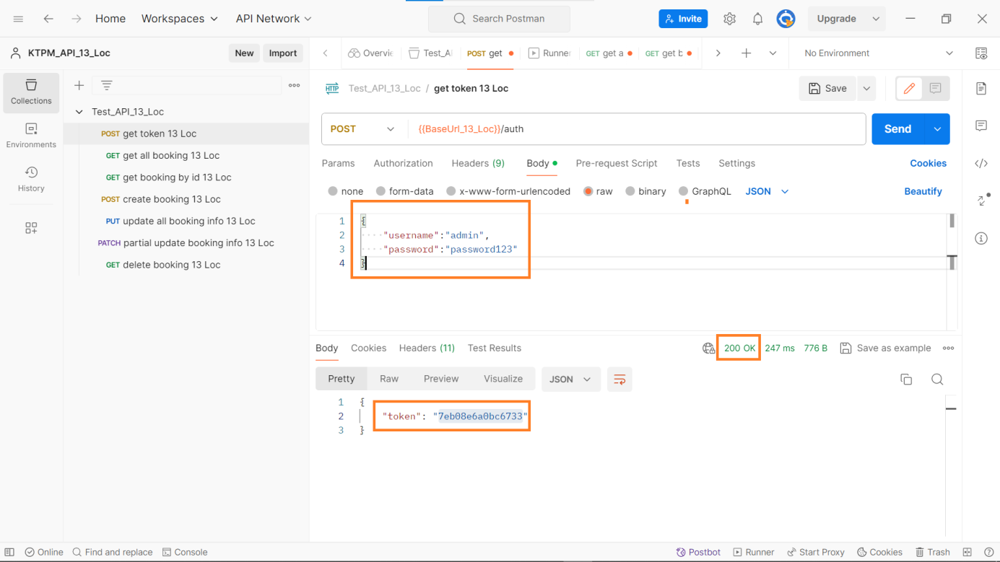 Home Workspaces API Network Search Postman Invite Upgrade
KTPM_API_13_Loc New Import Overvie Test_AP POST get Runner GET get a GET get b No Environment
Collections
Environments
History
Test_API_13_Loc
POST get token 13 Loc
GET get all booking 13 Loc
GET get booking by id 13 Loc
POST create booking 13 Loc
PUT update all booking info 13 Loc
PATCH partial update booking info 13 Loc
GET delete booking 13 Loc
HTTP Test_API_13_Loc / get token 13 Loc Save
POST {{BaseUrl_13_Loc}}/auth Send
Params Authorization Headers (9) Body Pre-request Script Tests Settings Cookies
none form-data x-www-form-urlencoded raw binary GraphQL JSON Beautify
1 {
2 ····"username":"admin",
3 ····"password":"password123"
4 }
Body Cookies Headers (11) Test Results 200 OK 247 ms 776 B Save as example
Pretty Raw Preview Visualize JSON
1 {
2 "token": "7eb08e6a0bc6733"
3 }
Online Find and replace Console Postbot Runner Start Proxy Cookies Trash